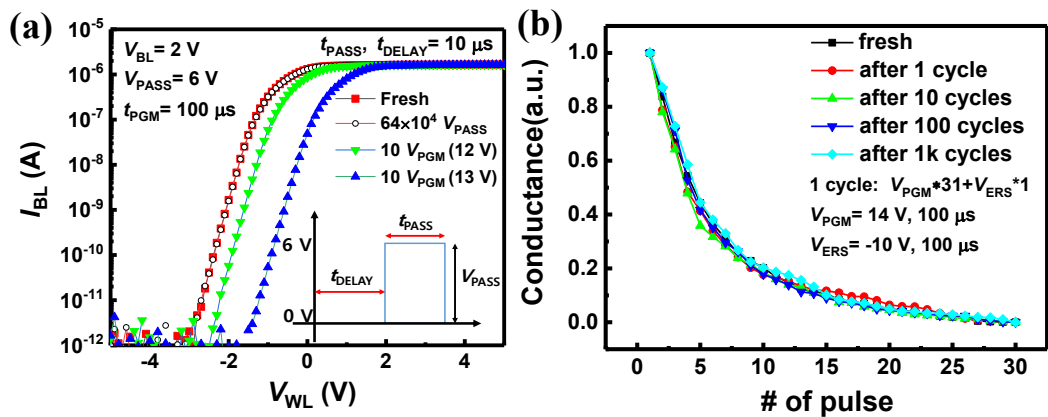 (a)
10⁻⁵
10⁻⁶
10⁻⁷
10⁻⁸
10⁻⁹
10⁻¹⁰
10⁻¹¹
10⁻¹²
I_BL (A)
V_BL = 2 V
V_PASS= 6 V
t_PGM= 100 μs
t_PASS, t_DELAY= 10 μs
Fresh
64×10⁴ V_PASS
10 V_PGM (12 V)
10 V_PGM (13 V)
t_PASS
6 V
t_DELAY
V_PASS
0 V
-4 -2 0 2 4
V_WL (V)
(b)
1.0
0.8
0.6
0.4
0.2
0.0
Conductance(a.u.)
fresh
after 1 cycle
after 10 cycles
after 100 cycles
after 1k cycles
1 cycle: V_PGM*31+V_ERS*1
V_PGM= 14 V, 100 μs
V_ERS= -10 V, 100 μs
0 5 10 15 20 25 30
# of pulse